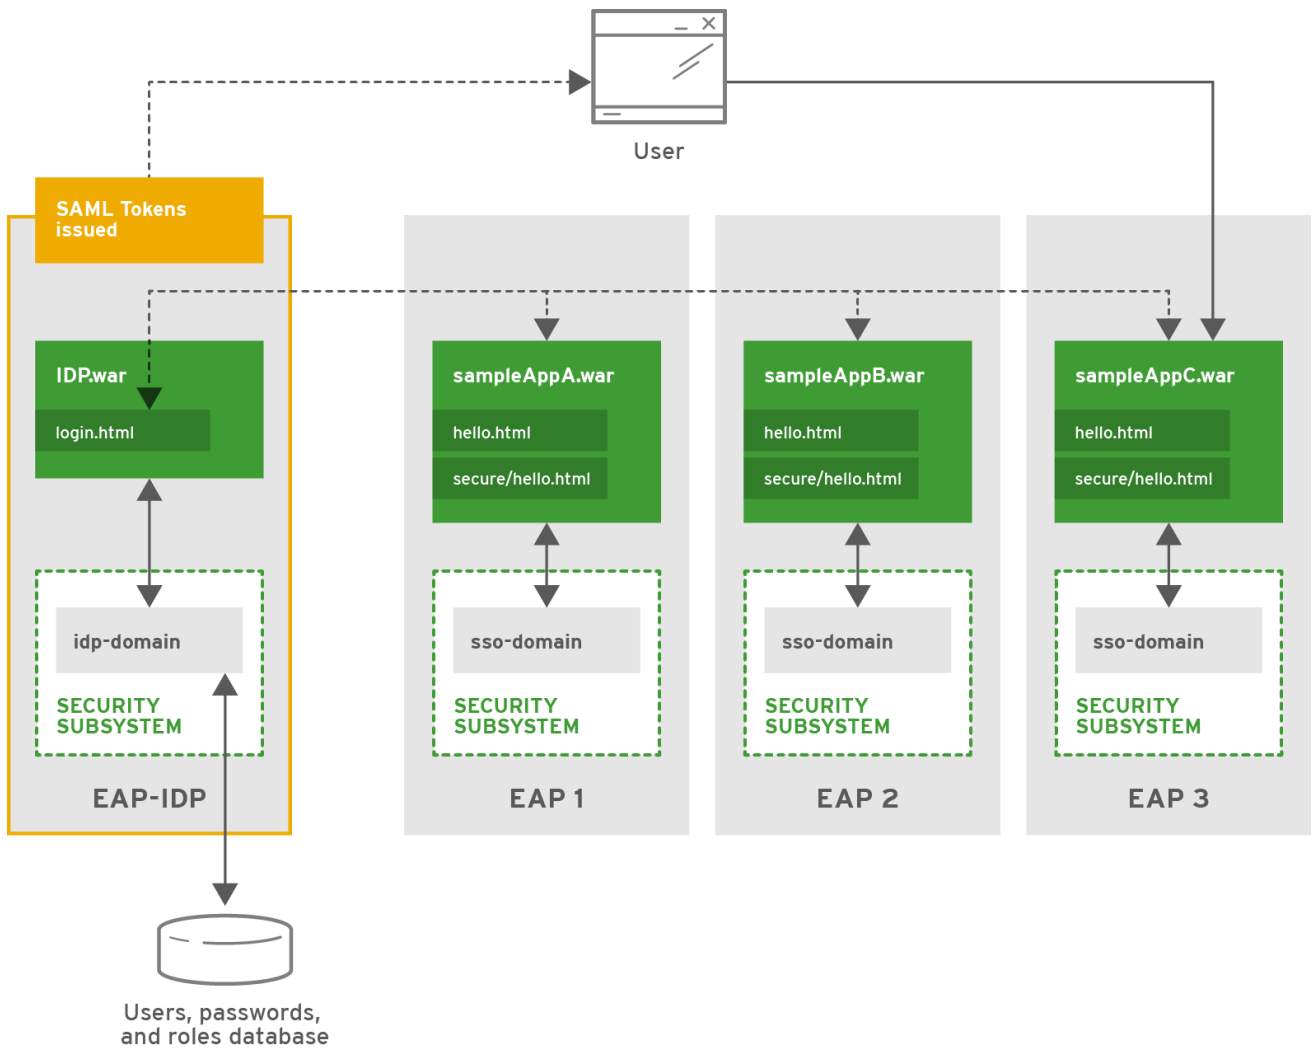 User
SAML Tokens
issued
IDP.war
login.html
idp-domain
SECURITY
SUBSYSTEM
EAP-IDP
Users, passwords,
and roles database
sampleAppA.war
hello.html
secure/hello.html
sso-domain
SECURITY
SUBSYSTEM
EAP 1
sampleAppB.war
hello.html
secure/hello.html
sso-domain
SECURITY
SUBSYSTEM
EAP 2
sampleAppC.war
hello.html
secure/hello.html
sso-domain
SECURITY
SUBSYSTEM
EAP 3